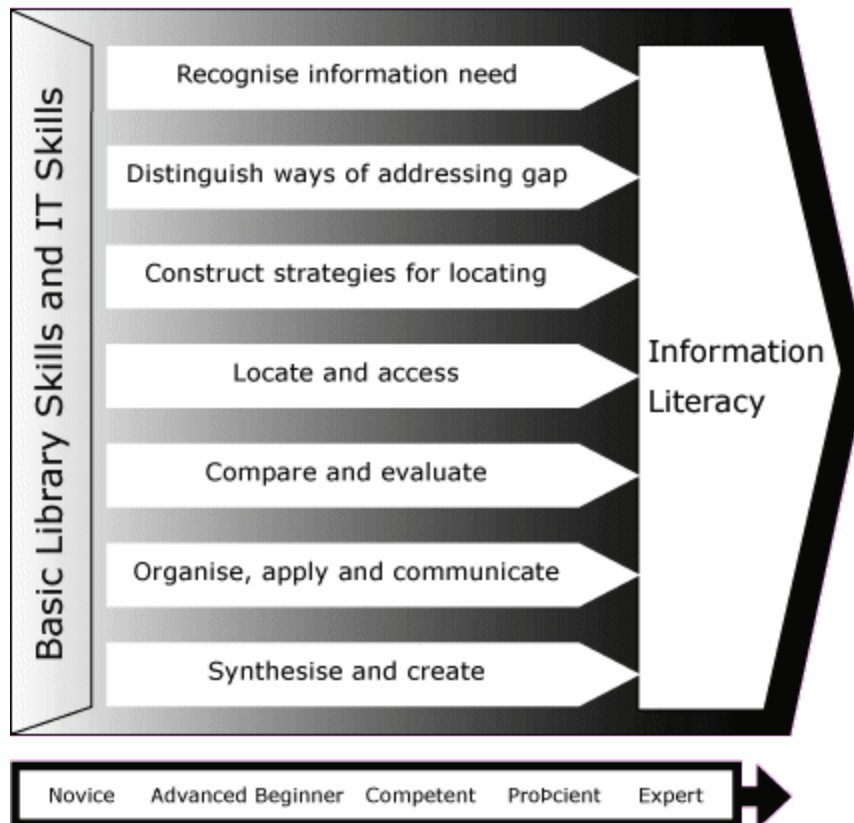 Basic Library Skills and IT Skills
Recognise information need
Distinguish ways of addressing gap
Construct strategies for locating
Locate and access
Compare and evaluate
Organise, apply and communicate
Synthesise and create
Information
Literacy
Novice Advanced Beginner Competent ProÞcient Expert